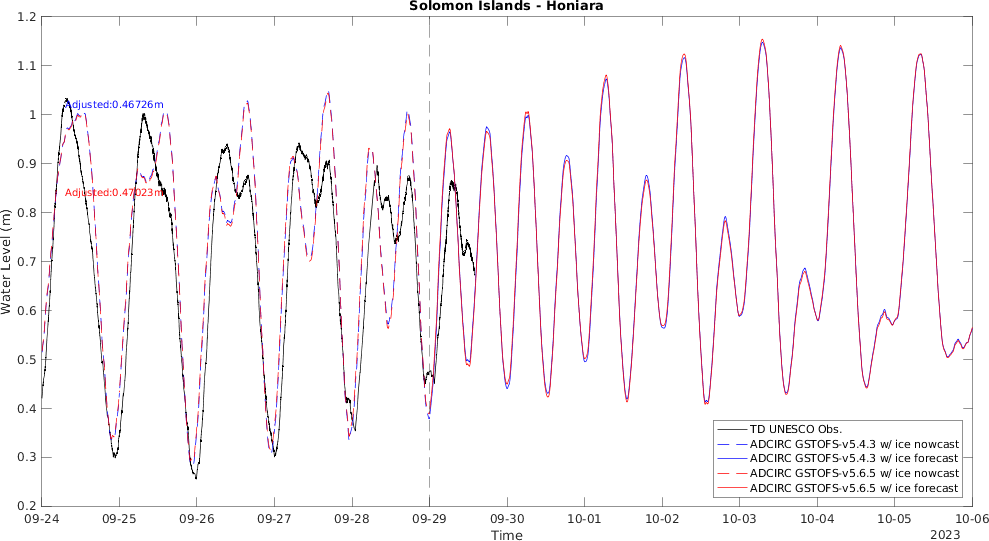 Solomon Islands - Honiara
1.2
1.1
1
0.9
0.8
0.7
0.6
0.5
0.4
0.3
0.2
Water Level (m)
Adjusted:0.46726m
Adjusted:0.47023m
TD UNESCO Obs.
ADCIRC GSTOFS-v5.4.3 w/ ice nowcast
ADCIRC GSTOFS-v5.4.3 w/ ice forecast
ADCIRC GSTOFS-v5.6.5 w/ ice nowcast
ADCIRC GSTOFS-v5.6.5 w/ ice forecast
09-24 09-25 09-26 09-27 09-28 09-29 09-30 10-01 10-02 10-03 10-04 10-05 10-06
Time
2023